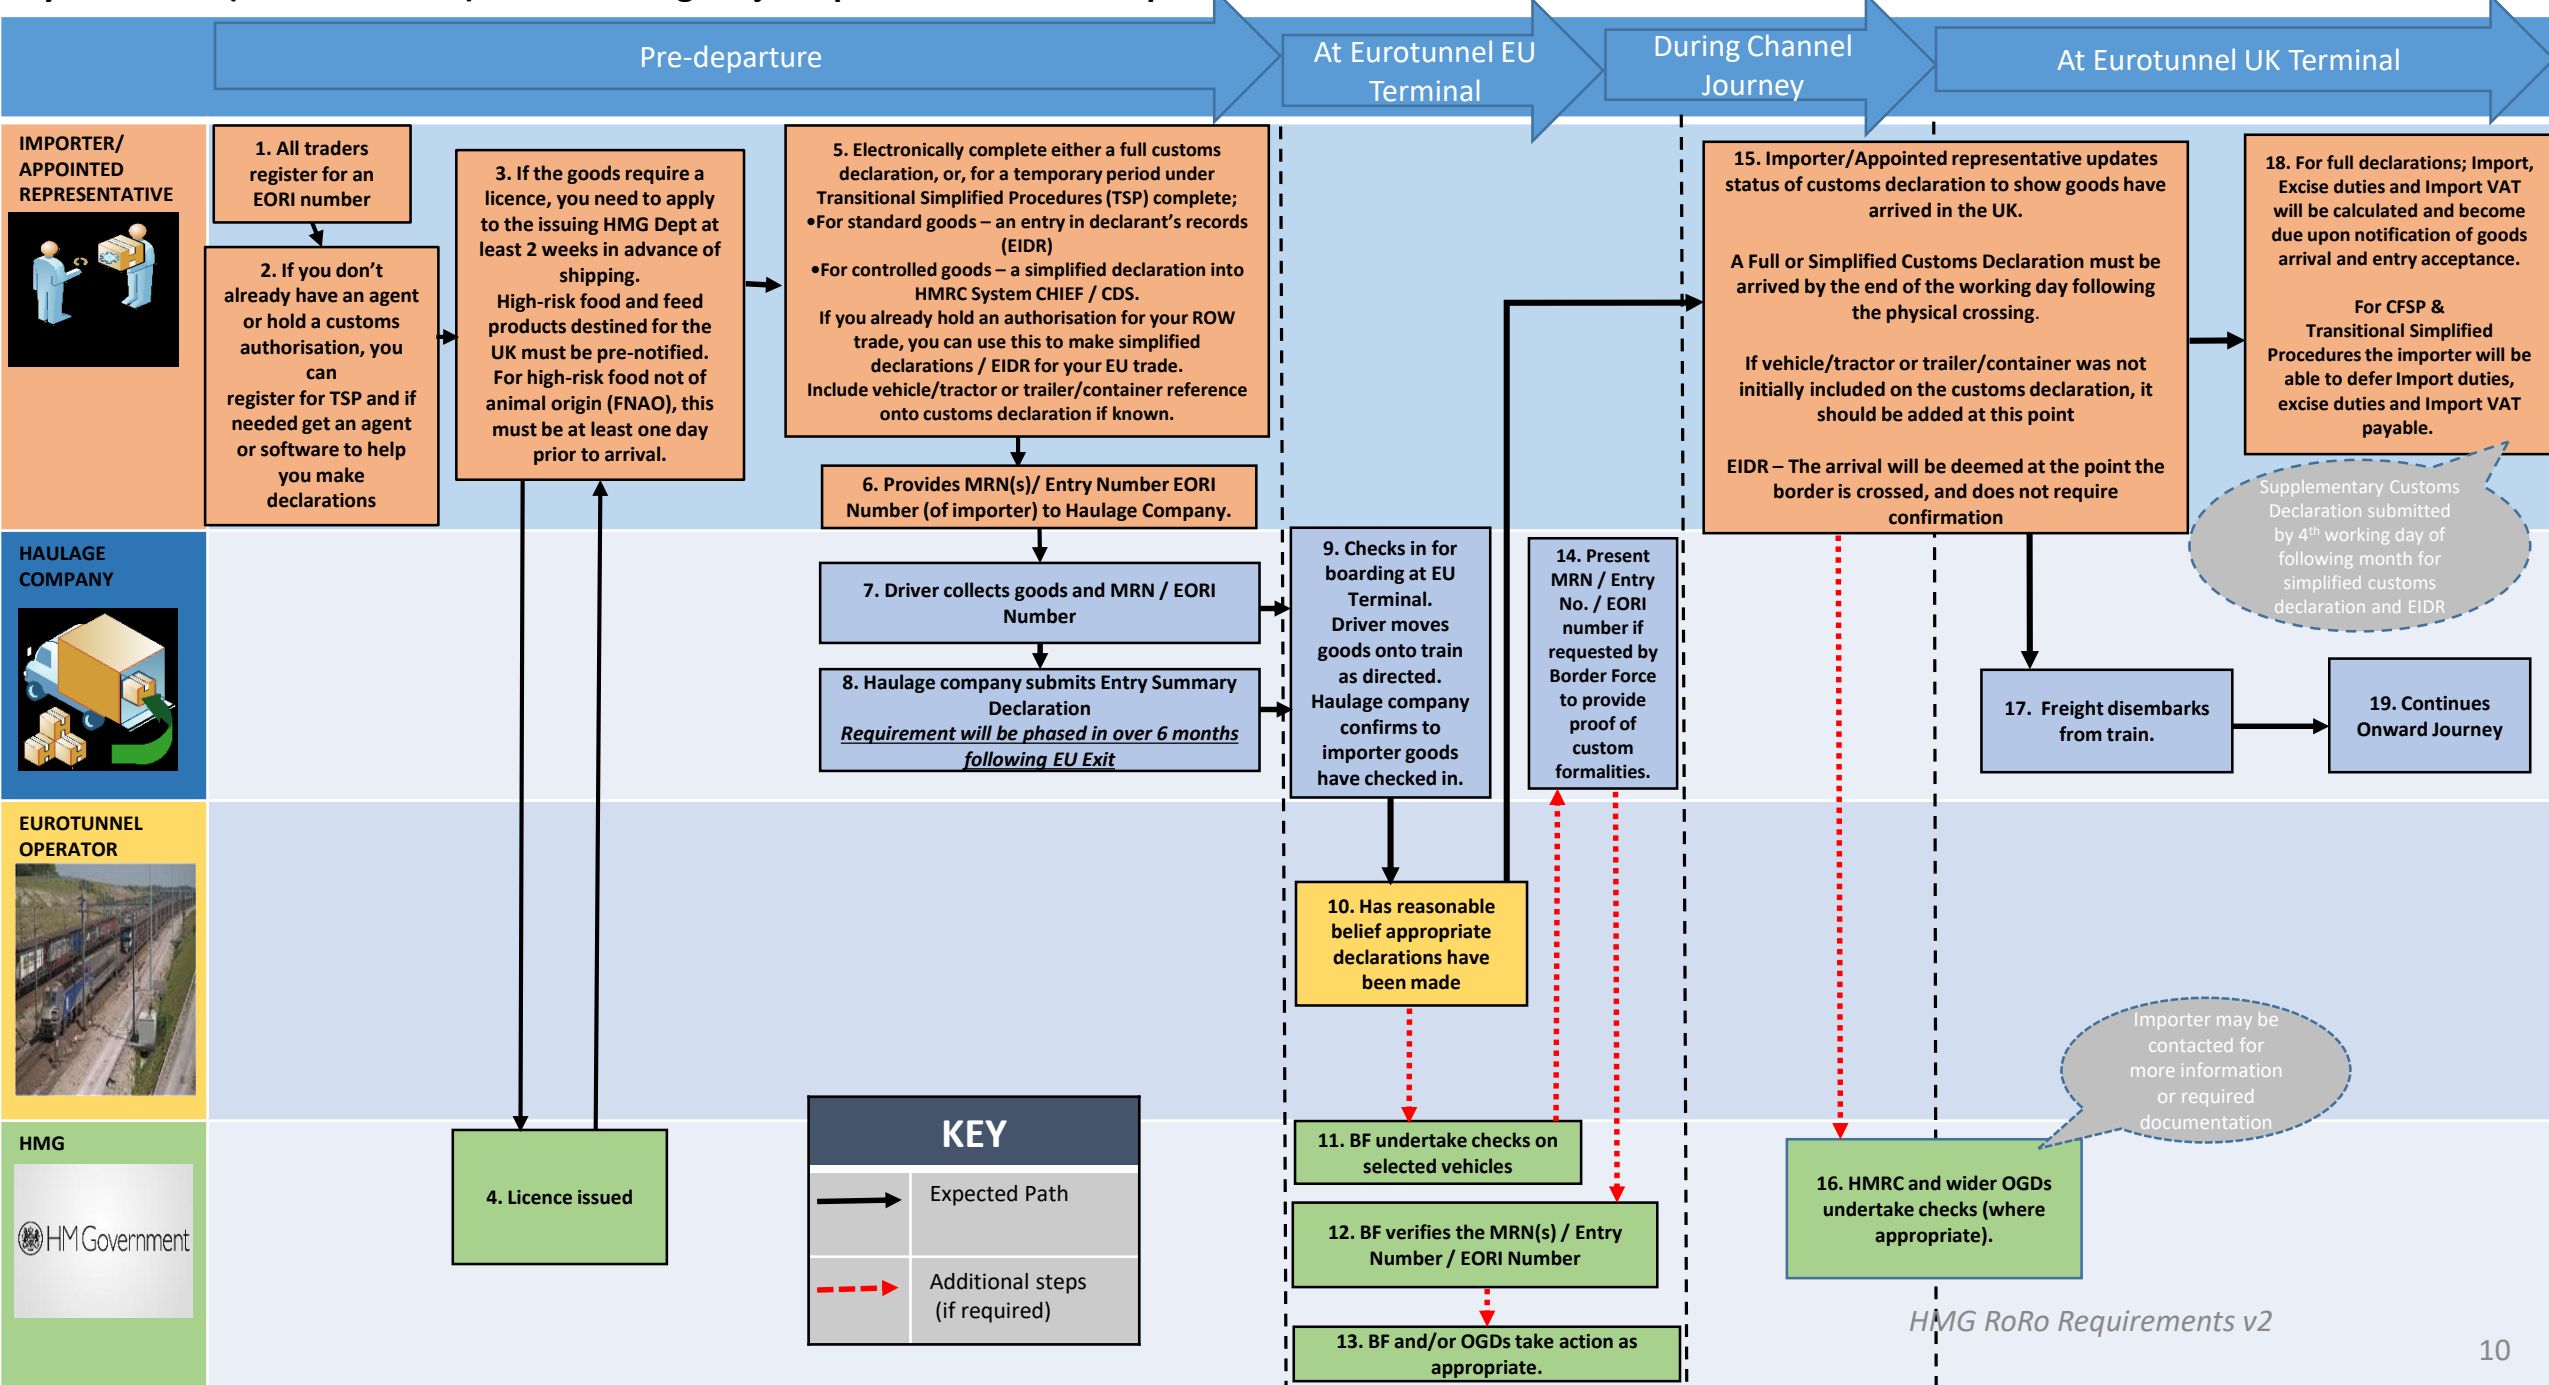 Pre-departure
At Eurotunnel EU
Terminal
During Channel
Journey
At Eurotunnel UK Terminal
IMPORTER/
APPOINTED
REPRESENTATIVE
1. All traders
register for an
EORI number
2. If you don't
already have an agent
or hold a customs
authorisation, you
can
register for TSP and if
needed get an agent
or software to help
you make
declarations
3. If the goods require a
licence, you need to apply
to the issuing HMG Dept at
least 2 weeks in advance of
shipping.
High-risk food and feed
products destined for the
UK must be pre-notified.
For high-risk food not of
animal origin (FNAO), this
must be at least one day
prior to arrival.
5. Electronically complete either a full customs
declaration, or, for a temporary period under
Transitional Simplified Procedures (TSP) complete;
•For standard goods – an entry in declarant's records
(EIDR)
•For controlled goods – a simplified declaration into
HMRC System CHIEF / CDS.
If you already hold an authorisation for your ROW
trade, you can use this to make simplified
declarations / EIDR for your EU trade.
Include vehicle/tractor or trailer/container reference
onto customs declaration if known.
6. Provides MRN(s)/ Entry Number EORI
Number (of importer) to Haulage Company.
15. Importer/Appointed representative updates
status of customs declaration to show goods have
arrived in the UK.
A Full or Simplified Customs Declaration must be
arrived by the end of the working day following
the physical crossing.
If vehicle/tractor or trailer/container was not
initially included on the customs declaration, it
should be added at this point
EIDR – The arrival will be deemed at the point the
border is crossed, and does not require
confirmation
18. For full declarations; Import,
Excise duties and Import VAT
will be calculated and become
due upon notification of goods
arrival and entry acceptance.
For CFSP &
Transitional Simplified
Procedures the importer will be
able to defer Import duties,
excise duties and Import VAT
payable.
Supplementary Customs
Declaration submitted
by 4th working day of
following month for
simplified customs
declaration and EIDR
HAULAGE
COMPANY
7. Driver collects goods and MRN / EORI
Number
8. Haulage company submits Entry Summary
Declaration
Requirement will be phased in over 6 months
following EU Exit
9. Checks in for
boarding at EU
Terminal.
Driver moves
goods onto train
as directed.
Haulage company
confirms to
importer goods
have checked in.
14. Present
MRN / Entry
No. / EORI
number if
requested by
Border Force
to provide
proof of
custom
formalities.
17. Freight disembarks
from train.
19. Continues
Onward Journey
EUROTUNNEL
OPERATOR
10. Has reasonable
belief appropriate
declarations have
been made
Importer may be
contacted for
more information
or required
documentation
HMG
HM Government
4. Licence issued
KEY
Expected Path
Additional steps
(if required)
11. BF undertake checks on
selected vehicles
12. BF verifies the MRN(s) / Entry
Number / EORI Number
13. BF and/or OGDs take action as
appropriate.
16. HMRC and wider OGDs
undertake checks (where
appropriate).
HMG RoRo Requirements v2
10